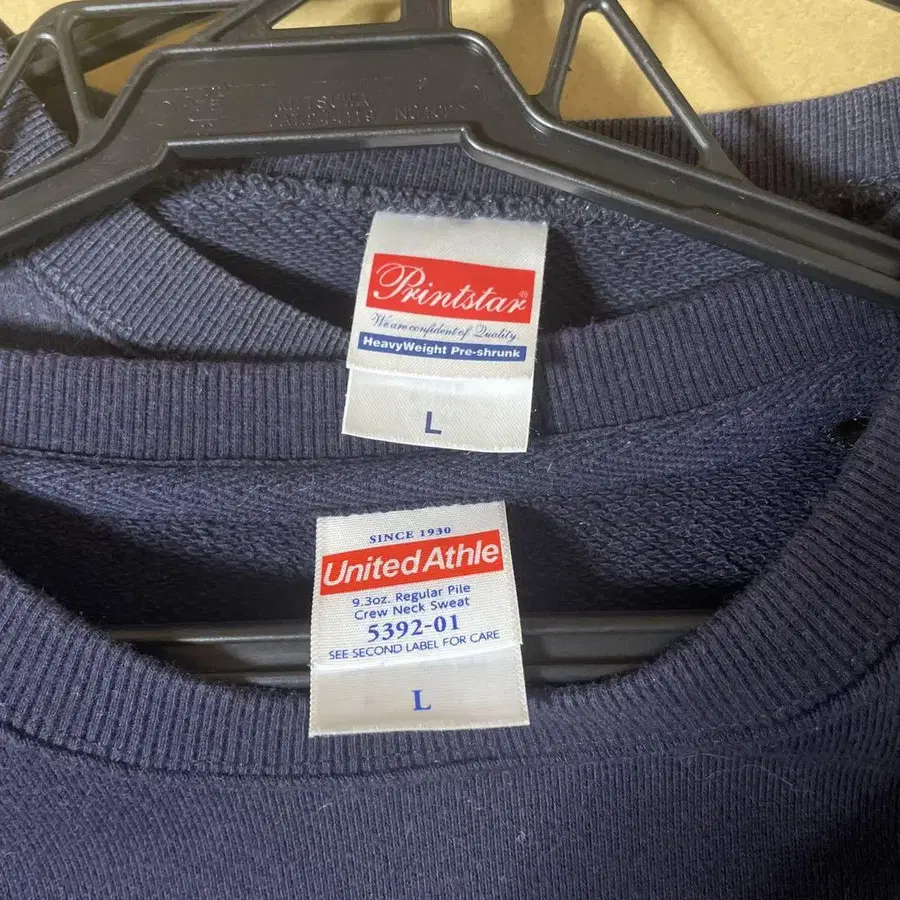 MITSUWA
Printstar®
We are confident of Quality
HeavyWeight Pre-shrunk
L
SINCE 1930
United Athle
9.3oz. Regular Pile
Crew Neck Sweat
5392-01
SEE SECOND LABEL FOR CARE
L